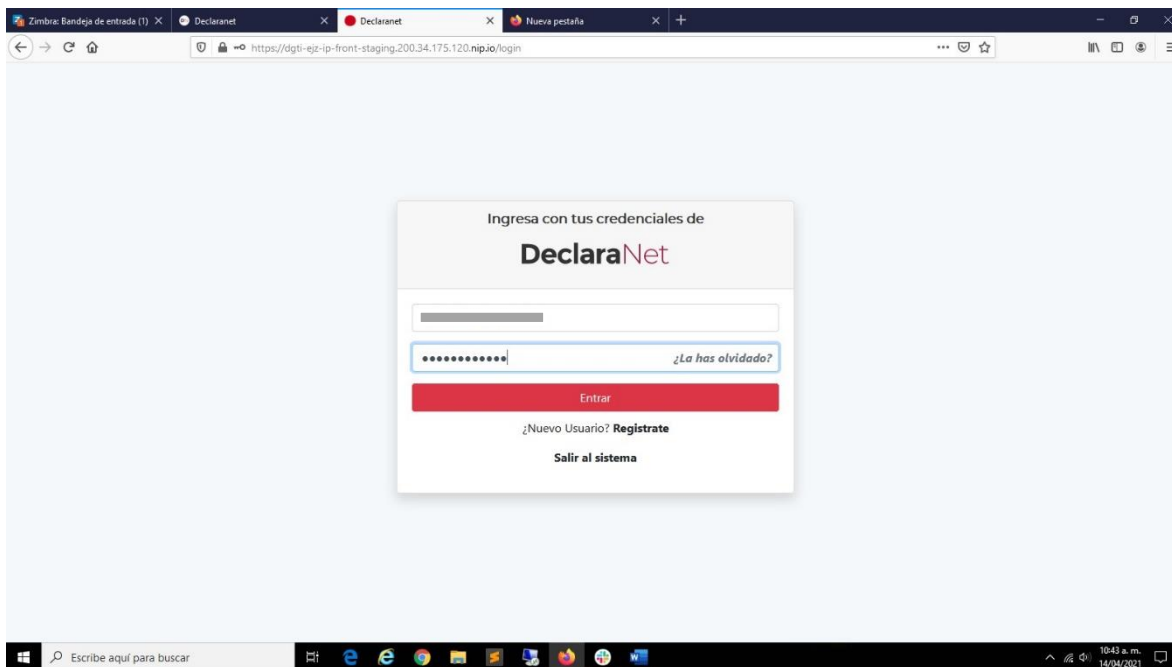 Zimbra: Bandeja de entrada (1)
Declaranet
Declaranet
Nueva pestaña
https://dgti-ejz-ip-front-staging.200.34.175.120.nip.io/login
Ingresa con tus credenciales de
DeclaraNet
¿La has olvidado?
Entrar
¿Nuevo Usuario? Registrate
Salir al sistema
Escribe aquí para buscar
10:43 a. m.
14/04/2021